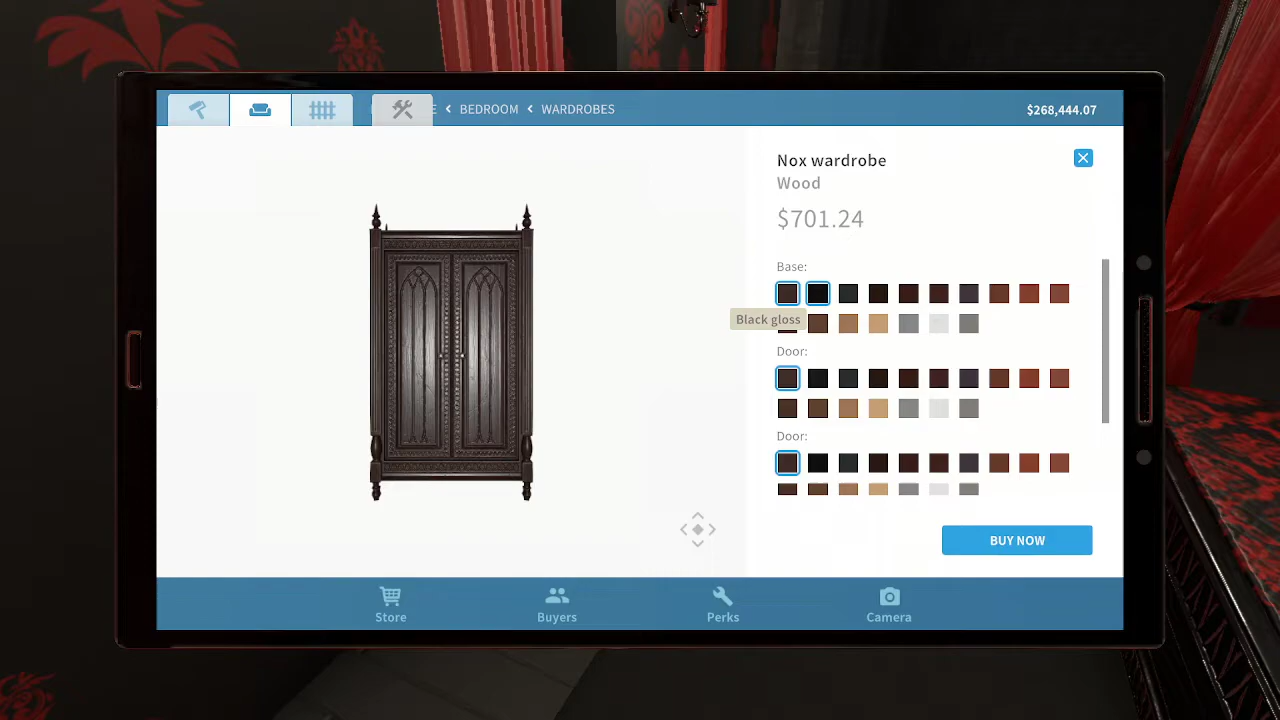 E < BEDROOM < WARDROBES
$268,444.07
Nox wardrobe
Wood
$701.24
Base:
Black gloss
Door:
Door:
BUY NOW
Store
Buyers
Perks
Camera